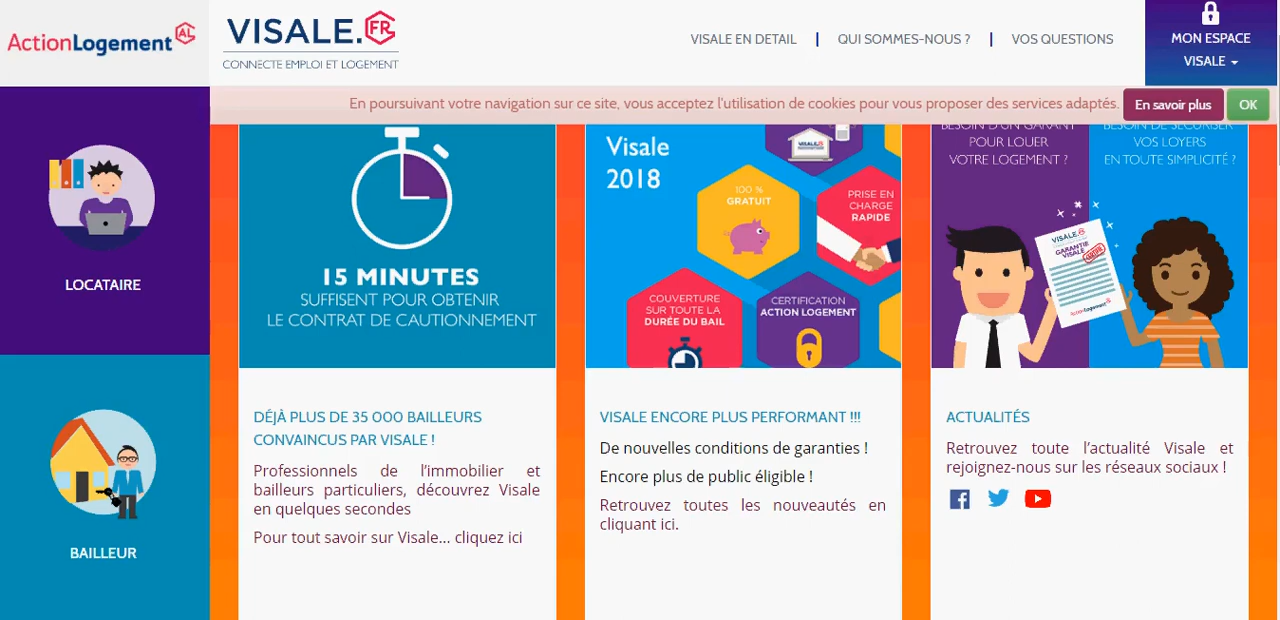 ActionLogement AL
VISALE.FR
CONNECTE EMPLOI ET LOGEMENT
VISALE EN DETAIL
QUI SOMMES-NOUS ?
VOS QUESTIONS
MON ESPACE
VISALE
En poursuivant votre navigation sur ce site, vous acceptez l'utilisation de cookies pour vous proposer des services adaptés.
En savoir plus
OK
LOCATAIRE
BAILLEUR
15 MINUTES
SUFFISENT POUR OBTENIR
LE CONTRAT DE CAUTIONNEMENT
DÉJÀ PLUS DE 35 000 BAILLEURS
CONVAINCUS PAR VISALE !
Professionnels de l’immobilier et
bailleurs particuliers, découvrez Visale
en quelques secondes
Pour tout savoir sur Visale... cliquez ici
Visale
2018
100 %
GRATUIT
PRISE EN
CHARGE
RAPIDE
COUVERTURE
SUR TOUTE LA
DURÉE DU BAIL
CERTIFICATION
ACTION LOGEMENT
VISALE ENCORE PLUS PERFORMANT !!!
De nouvelles conditions de garanties !
Encore plus de public éligible !
Retrouvez toutes les nouveautés en
cliquant ici.
BESOIN D'UN GARANT
POUR LOUER
VOTRE LOGEMENT ?
BESOIN DE SÉCURISER
VOS LOYERS
EN TOUTE SIMPLICITÉ ?
VISALE.FR
GARANTIE
VISALE
ActionLogement
ACTUALITÉS
Retrouvez toute l’actualité Visale et
rejoignez-nous sur les réseaux sociaux !